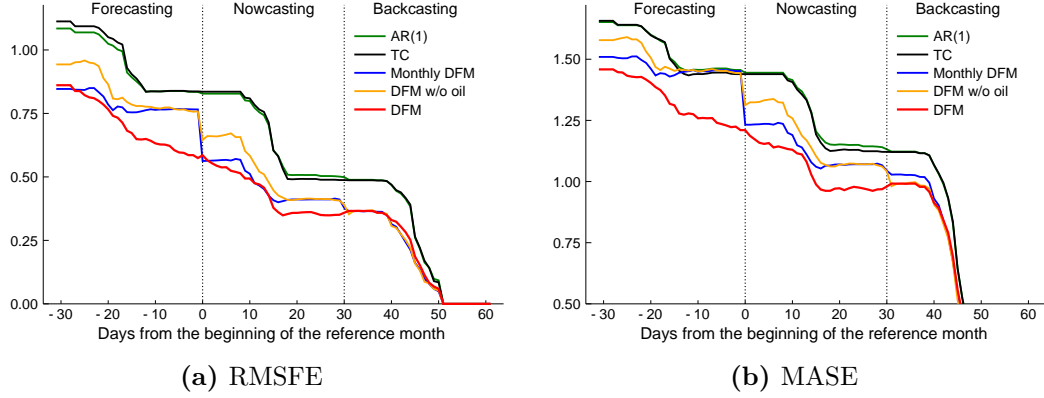 Forecasting Nowcasting Backcasting
AR(1)
TC
Monthly DFM
DFM w/o oil
DFM
1.00
0.75
0.50
0.25
0.00
- 30 - 20 - 10 0 10 20 30 40 50 60
Days from the beginning of the reference month
(a) RMSFE
Forecasting Nowcasting Backcasting
AR(1)
TC
Monthly DFM
DFM w/o oil
DFM
1.50
1.25
1.00
0.75
0.50
- 30 - 20 - 10 0 10 20 30 40 50 60
Days from the beginning of the reference month
(b) MASE